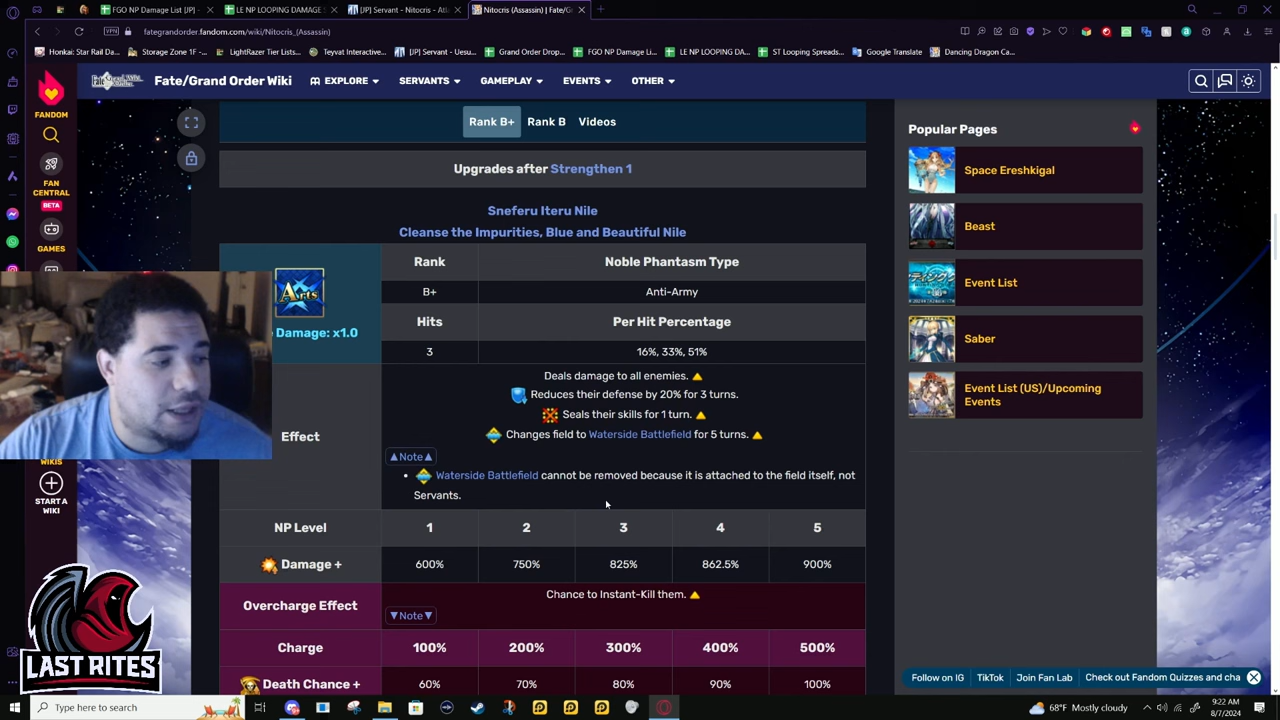 FGO NP Damage List [JP]
LE NP LOOPING DAMAGE
[JP] Servant - Nitocris - Atl
Nitocris (Assassin) | Fate/Gr
VPN
fategrandorder.fandom.com/wiki/Nitocris_(Assassin)
Honkai: Star Rail Da...
Storage Zone 1F -...
LightRazer Tier Lists...
Teyvat Interactive...
[JP] Servant - Uesu...
Grand Order Drop...
FGO NP Damage Li...
LE NP LOOPING DA...
ST Looping Spreads...
Google Translate
Dancing Dragon Ca...
Fate/Grand Order Wiki
EXPLORE
SERVANTS
GAMEPLAY
EVENTS
OTHER
FANDOM
FAN
CENTRAL
BETA
GAMES
WIKIS
START A
WIKI
Rank B+
Rank B
Videos
Upgrades after Strengthen 1
Sneferu Iteru Nile
Cleanse the Impurities, Blue and Beautiful Nile
Arts
Damage: x1.0
Rank
Noble Phantasm Type
B+
Anti-Army
Hits
Per Hit Percentage
3
16%, 33%, 51%
Effect
Deals damage to all enemies.
Reduces their defense by 20% for 3 turns.
Seals their skills for 1 turn.
Changes field to Waterside Battlefield for 5 turns.
▲Note▲
• Waterside Battlefield cannot be removed because it is attached to the field itself, not
Servants.
NP Level
1
2
3
4
5
Damage +
600%
750%
825%
862.5%
900%
Overcharge Effect
Chance to Instant-Kill them.
▼Note▼
Charge
100%
200%
300%
400%
500%
Death Chance +
60%
70%
80%
90%
100%
Popular Pages
Space Ereshkigal
Beast
Event List
Saber
Event List (US)/Upcoming
Events
Follow on IG
TikTok
Join Fan Lab
Check out Fandom Quizzes and cha
LAST RITES
Type here to search
68°F Mostly cloudy
9:22 AM
8/7/2024